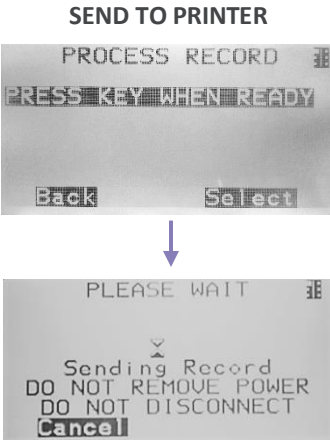 SEND TO PRINTER
PROCESS RECORD
PRESS KEY WHEN READY
Back Select
PLEASE WAIT
Sending Record
DO NOT REMOVE POWER
DO NOT DISCONNECT
Cancel